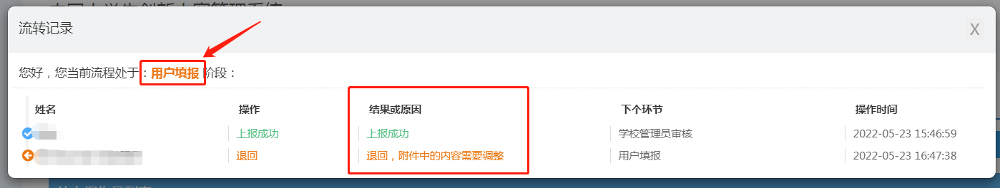 流转记录
X
您好，您当前流程处于：用户填报 阶段：
姓名 操作 结果或原因 下个环节 操作时间
上报成功 上报成功 学校管理员审核 2022-05-23 15:46:59
退回 退回，附件中的内容需要调整 用户填报 2022-05-23 16:47:38